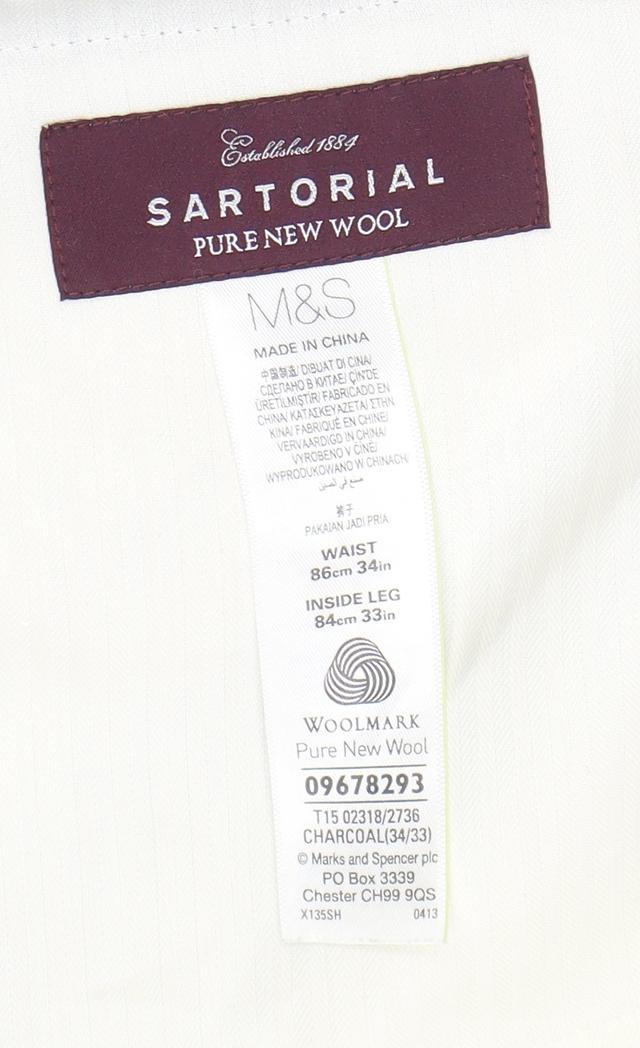 Established 1884
SARTORIAL
PURE NEW WOOL
M&S
MADE IN CHINA
中国制造/ DIBUAT DI CINA/
СДЕЛАНО В КИТАЕ/ ÇİN'DE
ÜRETİLMİŞTİR/ FABRICADO EN
CHINA/ ΚΑΤΑΣΚΕΥΑΖΕΤΑΙ ΣΤΗΝ
ΚΙΝΑ/ FABRIQUÉ EN CHINE/
VERVAARDIGD IN CHINA/
VYROBENO V ČÍNĚ/
WYPRODUKOWANO W CHINACH/
صنع في الصين
裤子
PAKAIAN JADI PRIA
WAIST
86cm 34in
INSIDE LEG
84cm 33in
WOOLMARK
Pure New Wool
09678293
T15 02318/2736
CHARCOAL(34/33)
© Marks and Spencer plc
PO Box 3339
Chester CH99 9QS
X135SH 0413